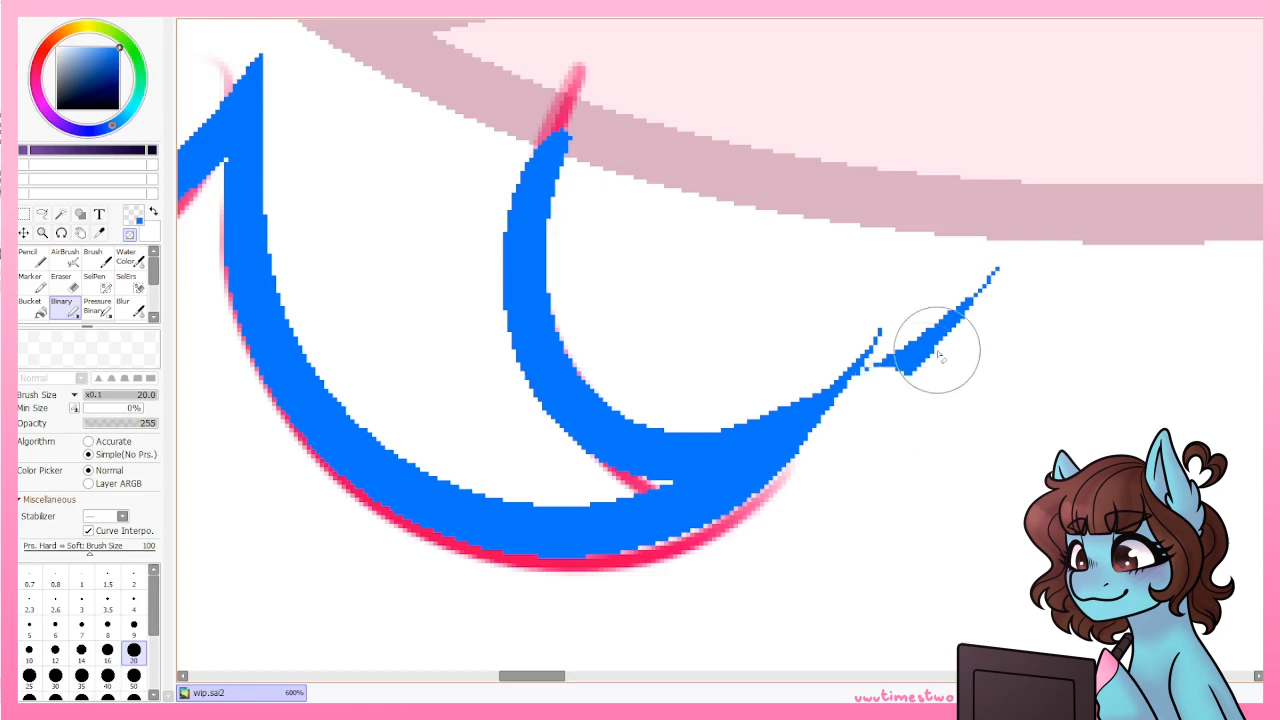 T
Pencil AirBrush Brush Water Color
Marker Eraser SelPen SelErs
Bucket Binary Pressure Binary Blur
Normal
Brush Size x0.1 20.0
Min Size 0%
Opacity 255
Algorithm Accurate
Simple(No Prs.)
Color Picker Normal
Layer ARGB
Miscellaneous
Stabilizer
Curve Interpo.
Prs. Hard ↔ Soft: Brush Size 100
0.7 0.8 1 1.5 2
2.3 2.6 3 3.5 4
5 6 7 8 9
10 12 14 16 20
25 30 35 40 50
wip.sai2 600%
uwutimestwo